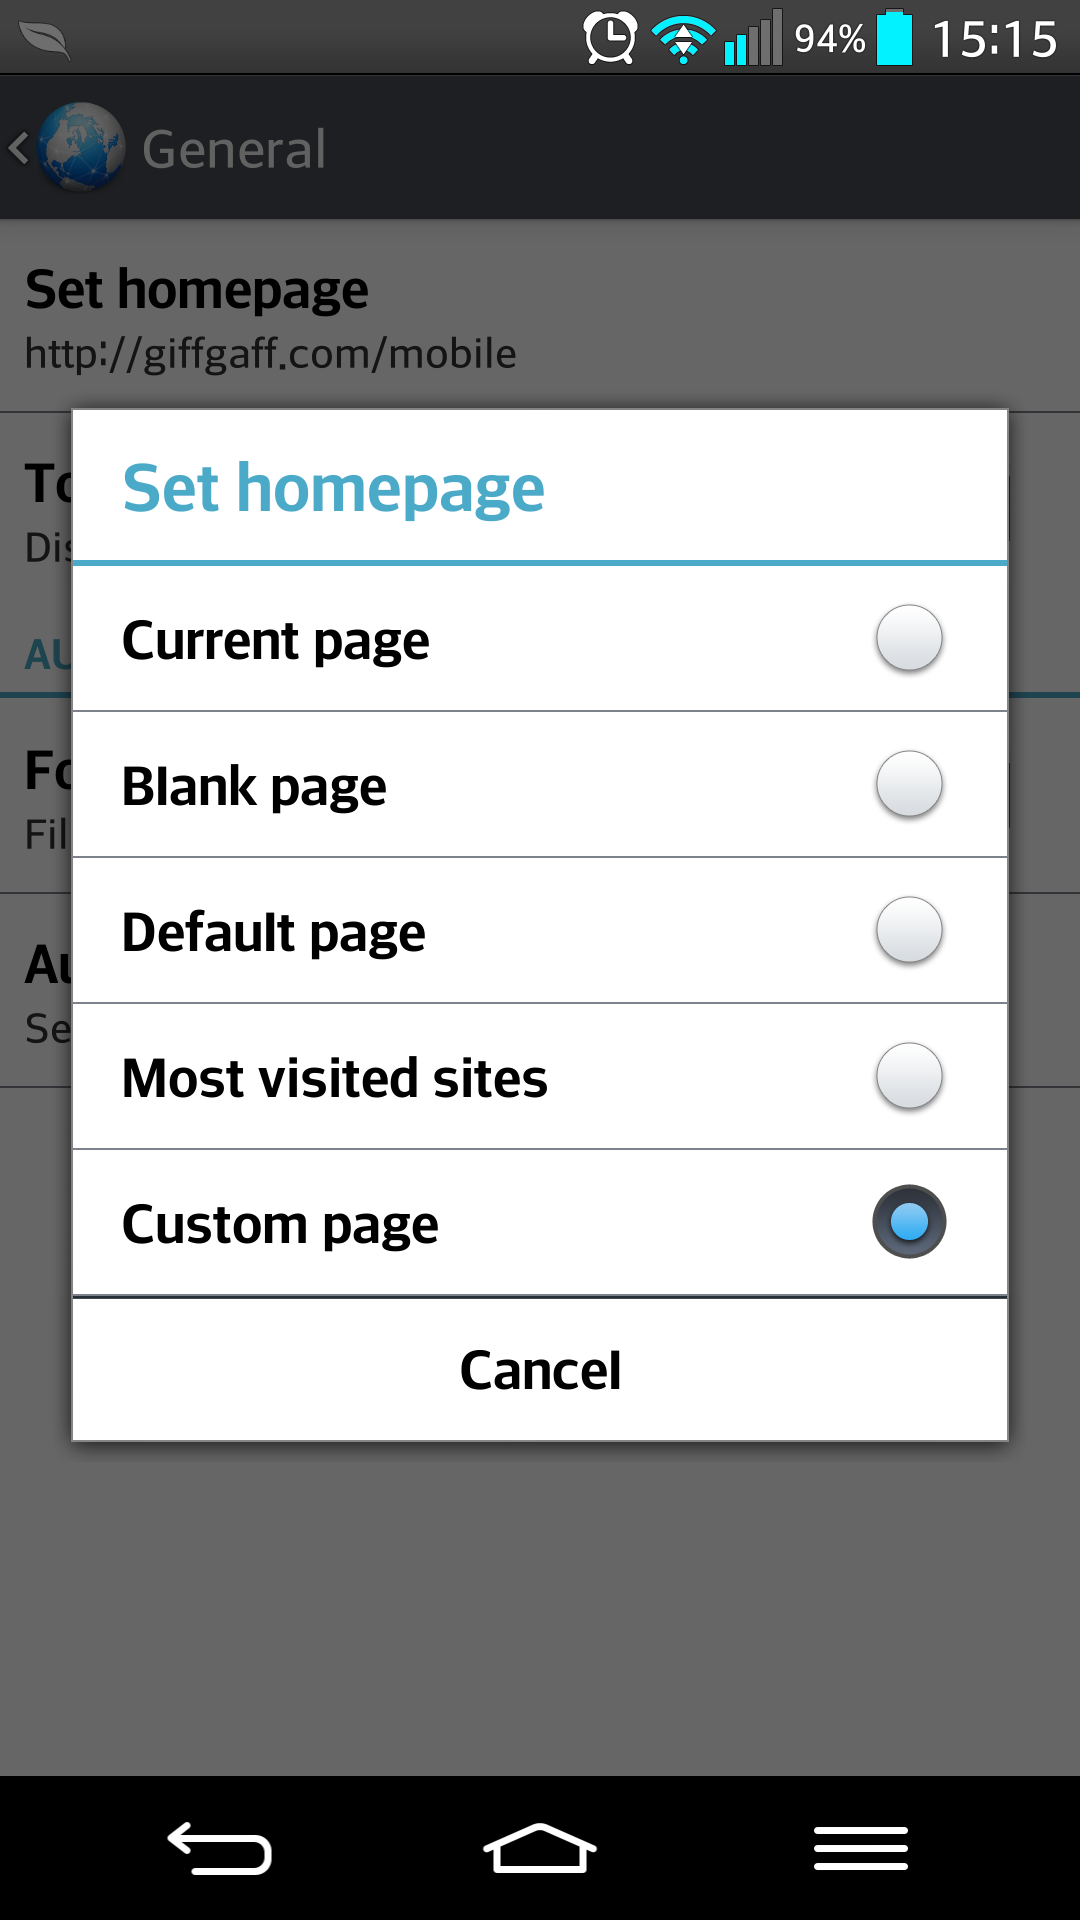 94% 15:15
General
Set homepage
http://giffgaff.com/mobile
Set homepage
Current page
Blank page
Default page
Most visited sites
Custom page
Cancel